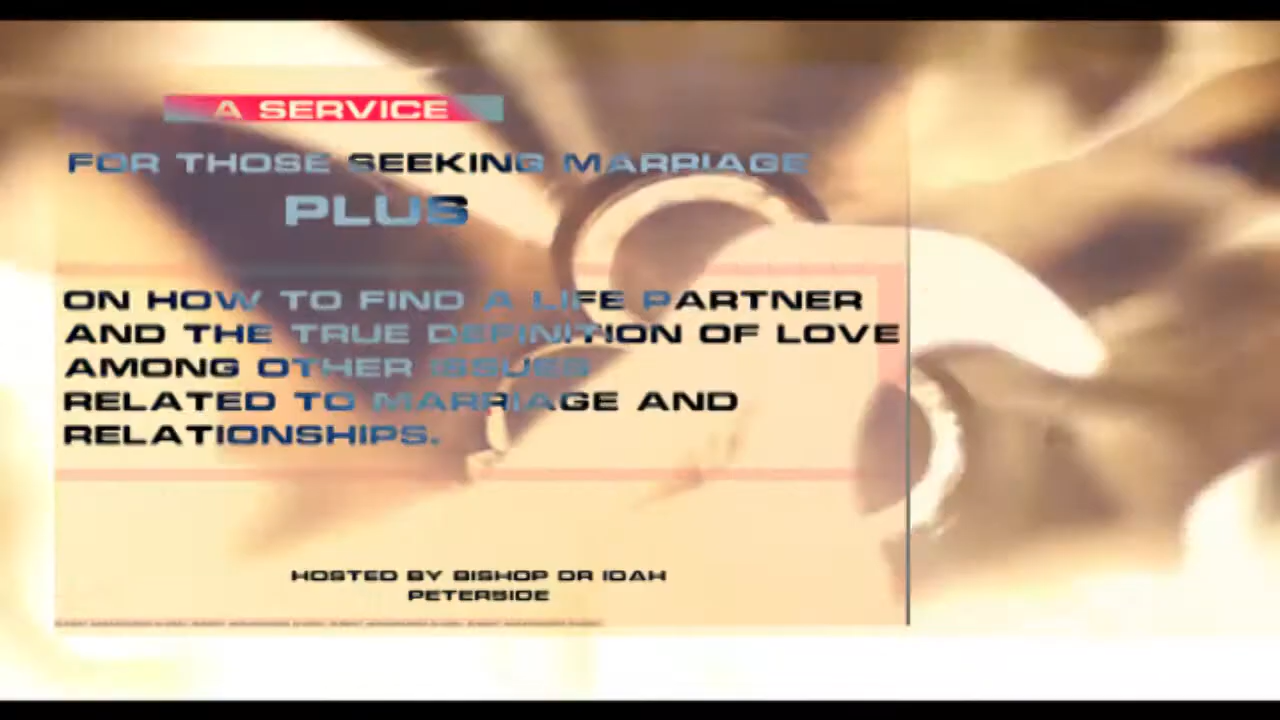 A SERVICE
FOR THOSE SEEKING MARRIAGE
PLUS
ON HOW TO FIND A LIFE PARTNER
AND THE TRUE DEFINITION OF LOVE
AMONG OTHER ISSUES
RELATED TO MARRIAGE AND
RELATIONSHIPS.
HOSTED BY BISHOP DR IDAH
PETERSIDE